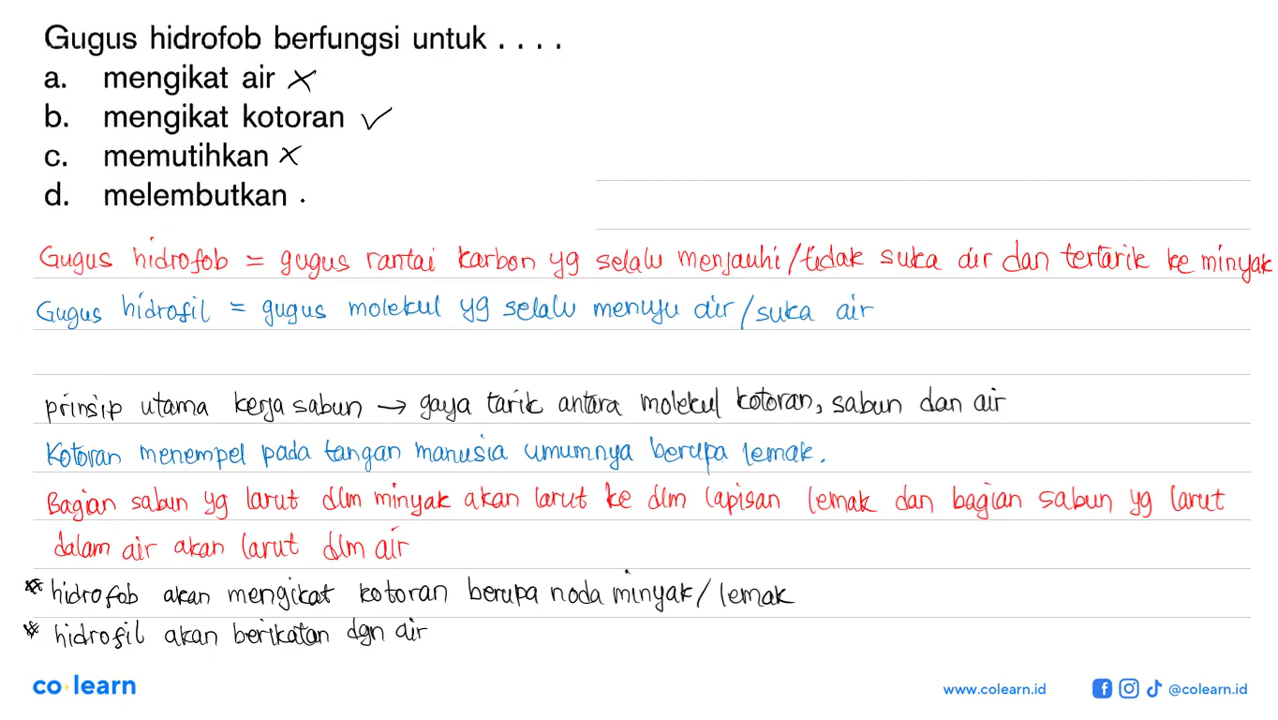 Gugus hidrofob berfungsi untuk . . . .
a. mengikat air ×
b. mengikat kotoran ✓
c. memutihkan ×
d. melembutkan .
Gugus hidrofob = gugus rantai karbon yg selalu menjauhi/tidak suka air dan tertarik ke minyak
Gugus hidrofil = gugus molekul yg selalu menuju air/suka air
prinsip utama kerja sabun → gaya tarik antara molekul kotoran, sabun dan air
Kotoran menempel pada tangan manusia umumnya berupa lemak.
Bagian sabun yg larut dlm minyak akan larut ke dlm lapisan lemak dan bagian sabun yg larut
dalam air akan larut dlm air
* hidrofob akan mengikat kotoran berupa noda minyak/lemak
* hidrofil akan berikatan dgn air
co learn
www.colearn.id @colearn.id